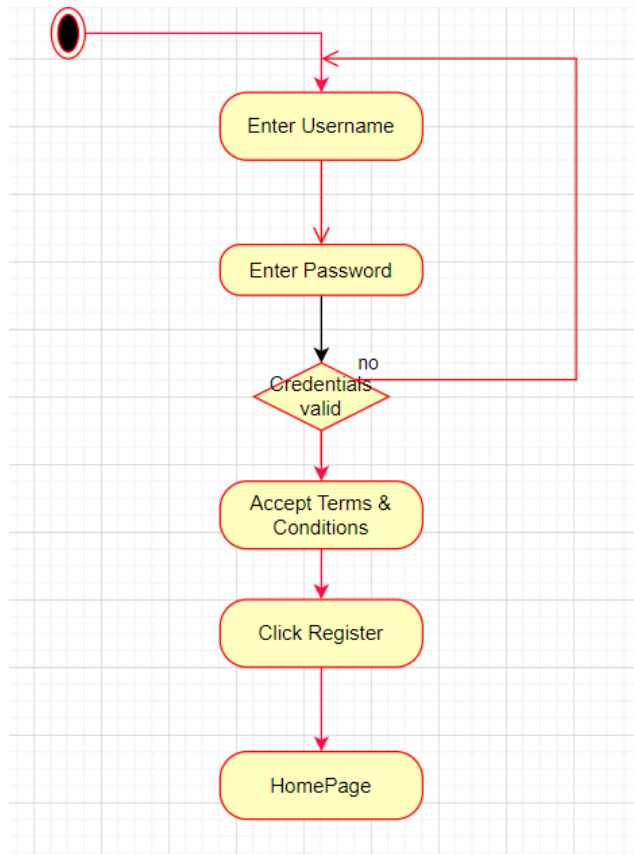 Enter Username
Enter Password
no
Credentials
valid
Accept Terms &
Conditions
Click Register
HomePage